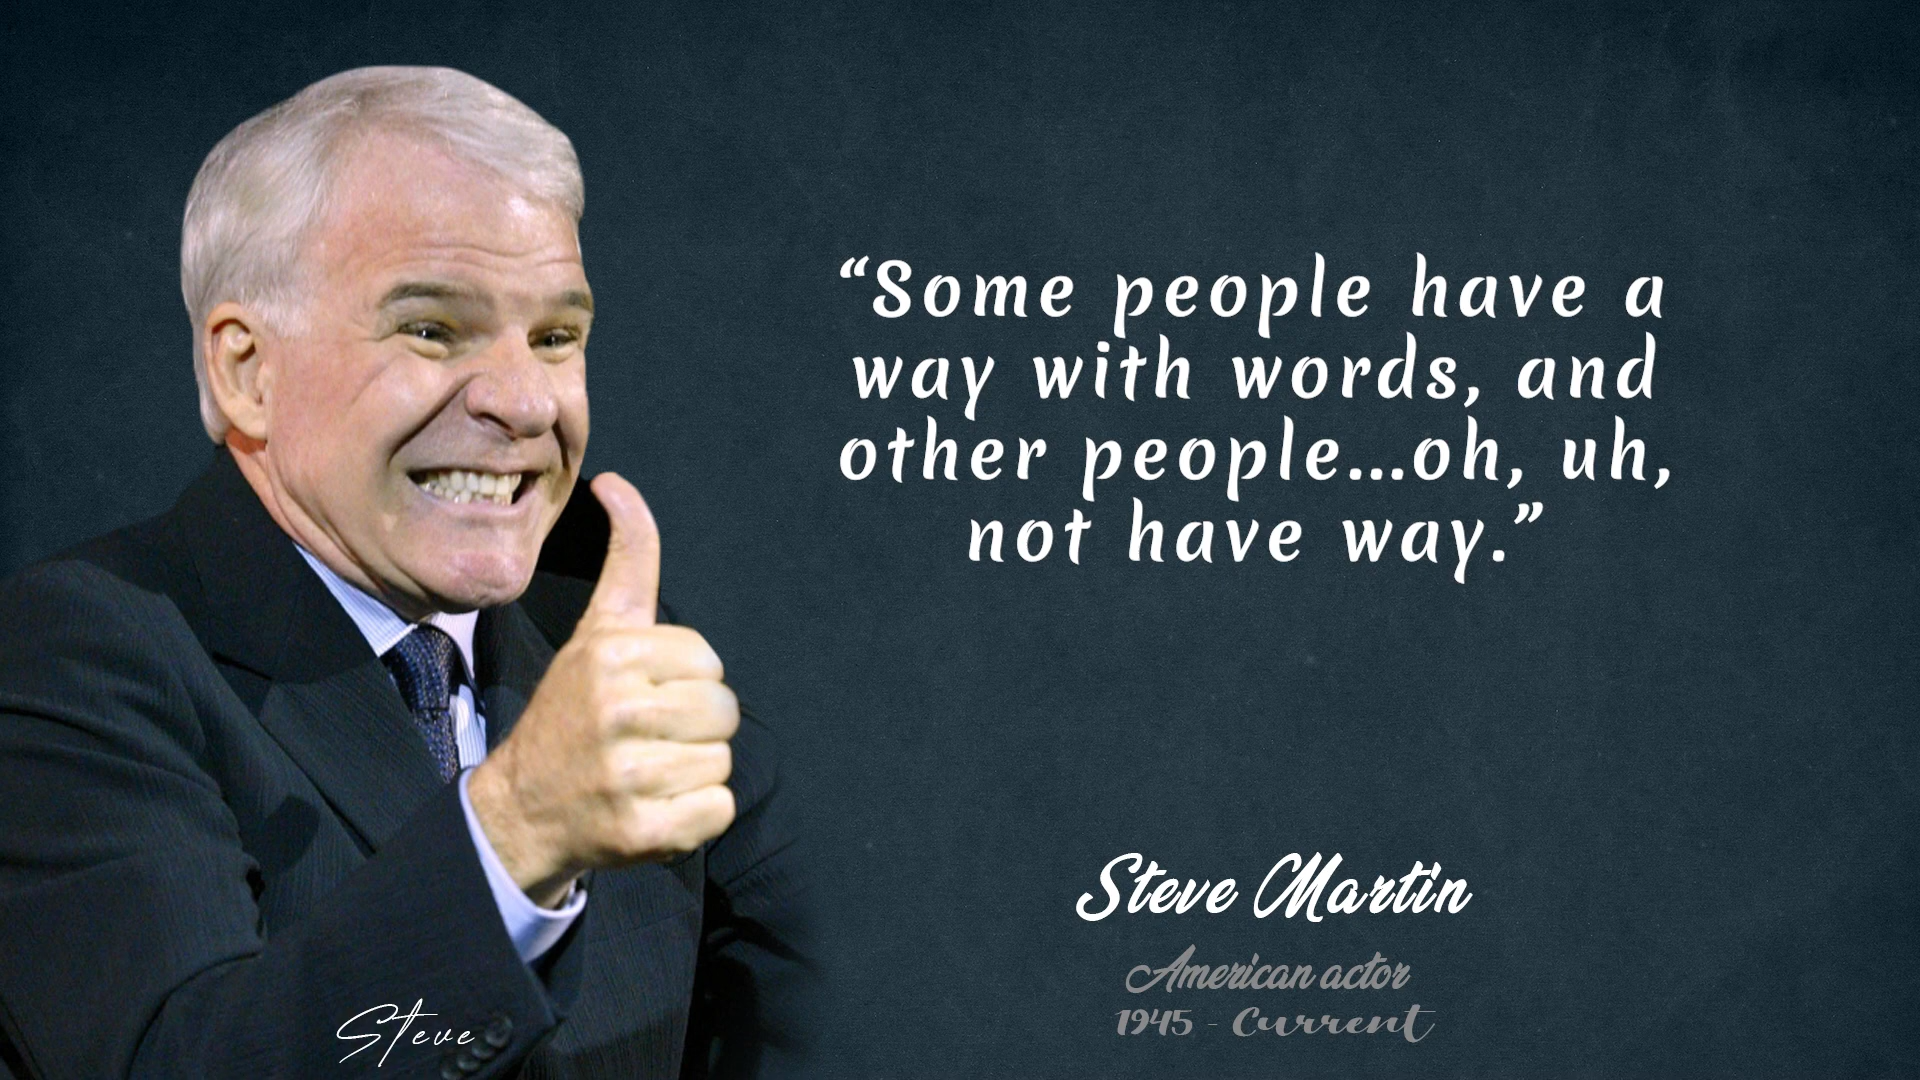 “Some people have a
way with words, and
other people...oh, uh,
not have way.”
Steve Martin
American actor
1945 - Current
Steve